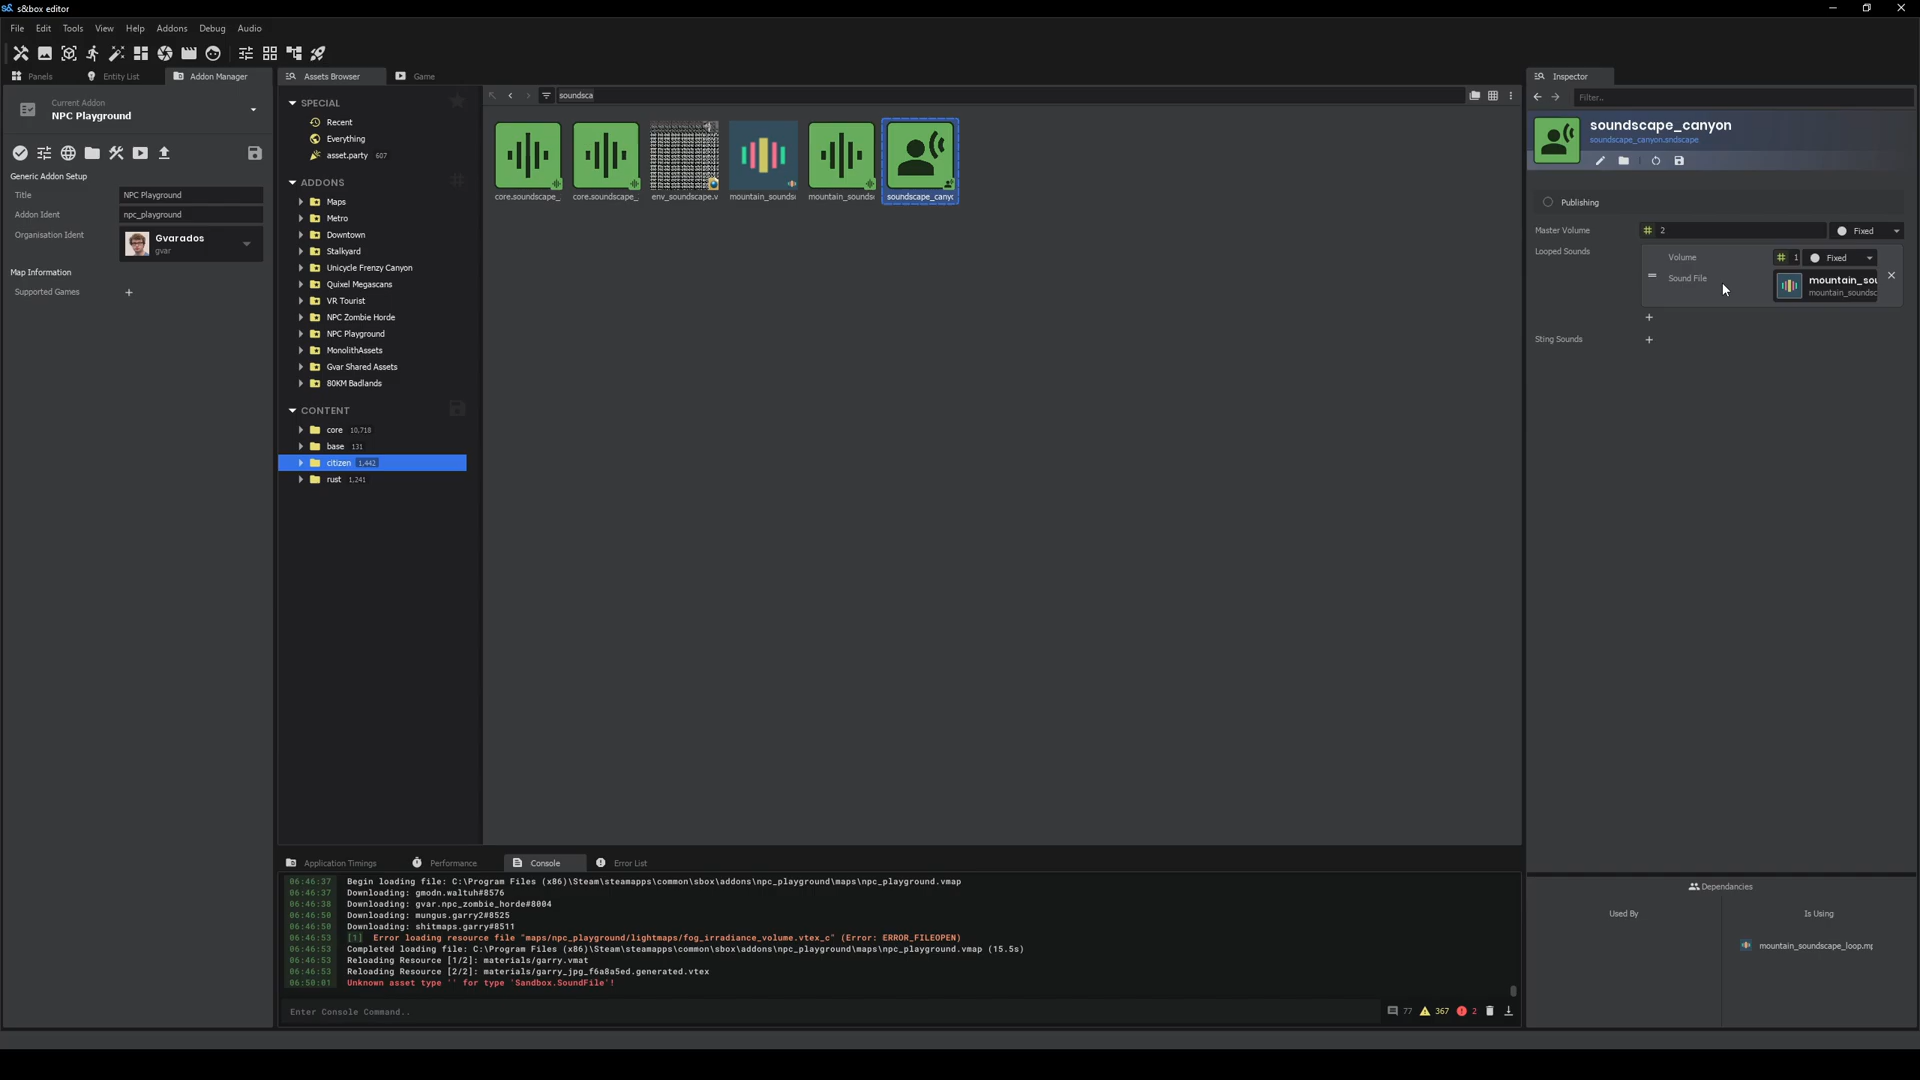 s&box editor
File Edit Tools View Help Addons Debug Audio
Panels Entity List Addon Manager
Current Addon
NPC Playground
Generic Addon Setup
Title NPC Playground
Addon Ident npc_playground
Organisation Ident Gvarados
gvar
Map Information
Supported Games
Assets Browser Game
SPECIAL
Recent
Everything
asset.party 607
ADDONS
Maps
Metro
Downtown
Stalkyard
Unicycle Frenzy Canyon
Quixel Megascans
VR Tourist
NPC Zombie Horde
NPC Playground
MonolithAssets
Gvar Shared Assets
80KM Badlands
CONTENT
core 10,718
base 131
citizen 1,442
rust 1,241
soundsca
core.soundscape_ core.soundscape_ env_soundscape.v mountain_sounds mountain_sounds soundscape_canyo
Application Timings Performance Console Error List
06:46:37 Begin loading file: C:\Program Files (x86)\Steam\steamapps\common\sbox\addons\npc_playground\maps\npc_playground.vmap
06:46:37 Downloading: gmodn.waltuh#8576
06:46:38 Downloading: gvar.npc_zombie_horde#8004
06:46:50 Downloading: mungus.garry2#8525
06:46:50 Downloading: shitmaps.garry#8511
06:46:53 [1] Error loading resource file "maps/npc_playground/lightmaps/fog_irradiance_volume.vtex_c" (Error: ERROR_FILEOPEN)
06:46:53 Completed loading file: C:\Program Files (x86)\Steam\steamapps\common\sbox\addons\npc_playground\maps\npc_playground.vmap (15.5s)
06:46:53 Reloading Resource [1/2]: materials/garry.vmat
06:46:53 Reloading Resource [2/2]: materials/garry_jpg_f6a8a5ed.generated.vtex
06:50:01 Unknown asset type '' for type 'Sandbox.SoundFile'!
Enter Console Command..
77 367 2
Inspector
Filter..
soundscape_canyon
soundscape_canyon.sndscape
Publishing
Master Volume 2 Fixed
Looped Sounds
Volume 1 Fixed
Sound File mountain_sou
mountain_soundsc
Sting Sounds
Dependancies
Used By Is Using
mountain_soundscape_loop.mp